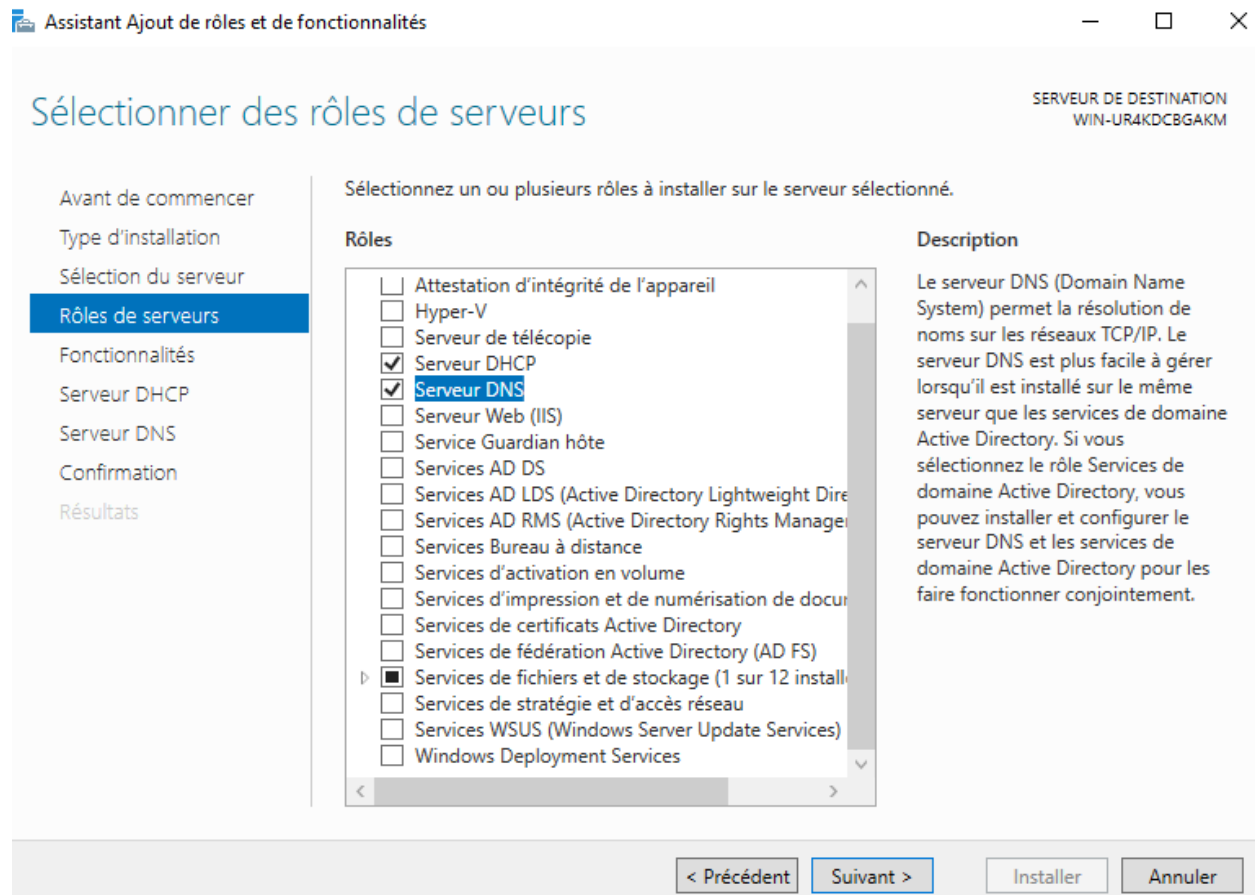 Assistant Ajout de rôles et de fonctionnalités
Sélectionner des rôles de serveurs
SERVEUR DE DESTINATION
WIN-UR4KDCBGAKM
Avant de commencer
Type d'installation
Sélection du serveur
Rôles de serveurs
Fonctionnalités
Serveur DHCP
Serveur DNS
Confirmation
Résultats
Sélectionnez un ou plusieurs rôles à installer sur le serveur sélectionné.
Rôles
Attestation d'intégrité de l'appareil
Hyper-V
Serveur de télécopie
Serveur DHCP
Serveur DNS
Serveur Web (IIS)
Service Guardian hôte
Services AD DS
Services AD LDS (Active Directory Lightweight Dire
Services AD RMS (Active Directory Rights Manager
Services Bureau à distance
Services d'activation en volume
Services d'impression et de numérisation de docur
Services de certificats Active Directory
Services de fédération Active Directory (AD FS)
Services de fichiers et de stockage (1 sur 12 install
Services de stratégie et d'accès réseau
Services WSUS (Windows Server Update Services)
Windows Deployment Services
Description
Le serveur DNS (Domain Name
System) permet la résolution de
noms sur les réseaux TCP/IP. Le
serveur DNS est plus facile à gérer
lorsqu'il est installé sur le même
serveur que les services de domaine
Active Directory. Si vous
sélectionnez le rôle Services de
domaine Active Directory, vous
pouvez installer et configurer le
serveur DNS et les services de
domaine Active Directory pour les
faire fonctionner conjointement.
< Précédent
Suivant >
Installer
Annuler